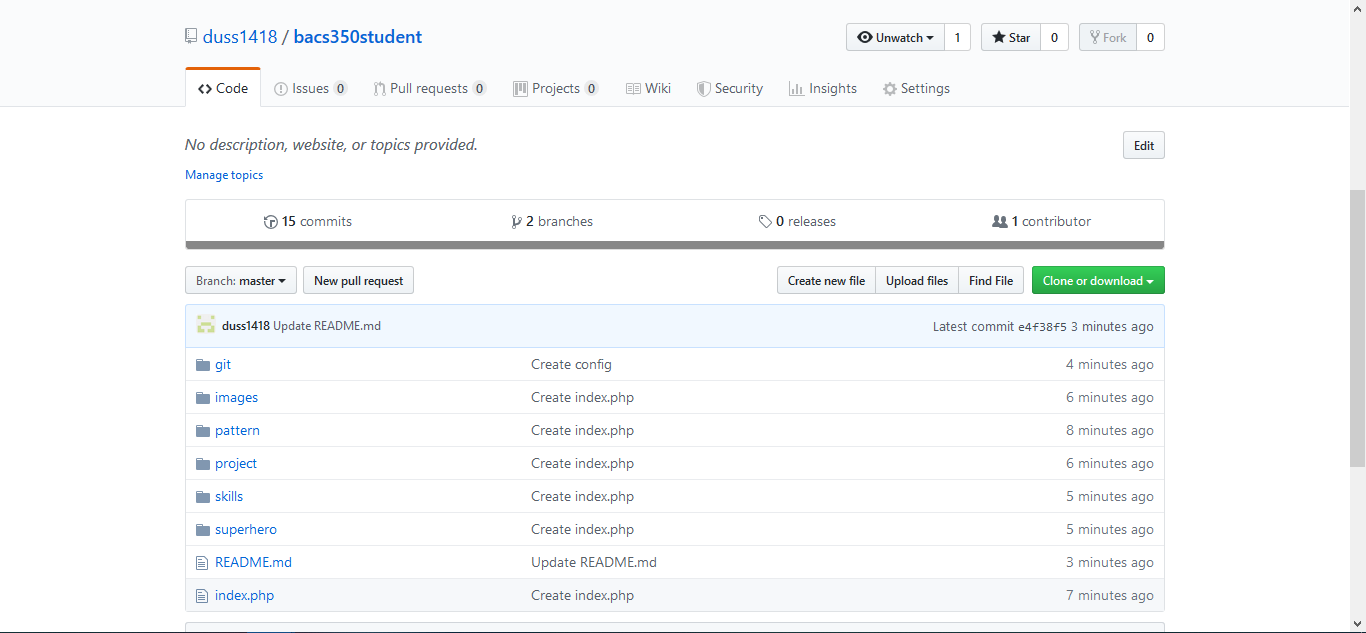 duss1418 / bacs350student
Unwatch 1 Star 0 Fork 0
Code Issues 0 Pull requests 0 Projects 0 Wiki Security Insights Settings
No description, website, or topics provided. Edit
Manage topics
15 commits 2 branches 0 releases 1 contributor
Branch: master New pull request Create new file Upload files Find File Clone or download
duss1418 Update README.md Latest commit e4f38f5 3 minutes ago
git Create config 4 minutes ago
images Create index.php 6 minutes ago
pattern Create index.php 8 minutes ago
project Create index.php 6 minutes ago
skills Create index.php 5 minutes ago
superhero Create index.php 5 minutes ago
README.md Update README.md 3 minutes ago
index.php Create index.php 7 minutes ago